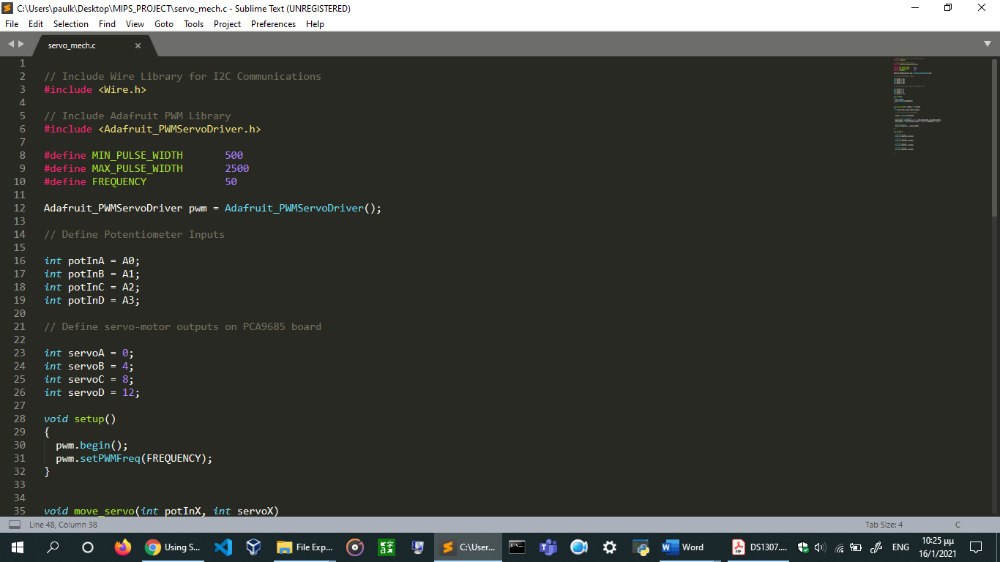 C:\Users\paulk\Desktop\MIPS_PROJECT\servo_mech.c - Sublime Text (UNREGISTERED)
File Edit Selection Find View Goto Tools Project Preferences Help
servo_mech.c
1
2 // Include Wire Library for I2C Communications
3 #include <Wire.h>
4
5 // Include Adafruit PWM Library
6 #include <Adafruit_PWMServoDriver.h>
7
8 #define MIN_PULSE_WIDTH 500
9 #define MAX_PULSE_WIDTH 2500
10 #define FREQUENCY 50
11
12 Adafruit_PWMServoDriver pwm = Adafruit_PWMServoDriver();
13
14 // Define Potentiometer Inputs
15
16 int potInA = A0;
17 int potInB = A1;
18 int potInC = A2;
19 int potInD = A3;
20
21 // Define servo-motor outputs on PCA9685 board
22
23 int servoA = 0;
24 int servoB = 4;
25 int servoC = 8;
26 int servoD = 12;
27
28 void setup()
29 {
30 pwm.begin();
31 pwm.setPWMFreq(FREQUENCY);
32 }
33
34
35 void move_servo(int potInX, int servoX)
Line 48, Column 38 Tab Size: 4 C
Using S... File Exp... C:\User... Word DS1307.... ENG 10:25 μμ
16/1/2021